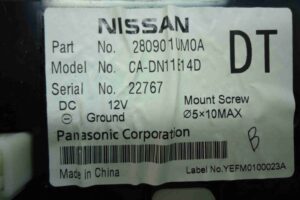 NISSAN
Part No. 280901UM0A
DT
Model No. CA-DN11E14D
Serial No. 22767
DC 12V Mount Screw
⊖ Ground Ø5×10MAX
Panasonic Corporation
B
Made in China
Label No.YEFM0100023A